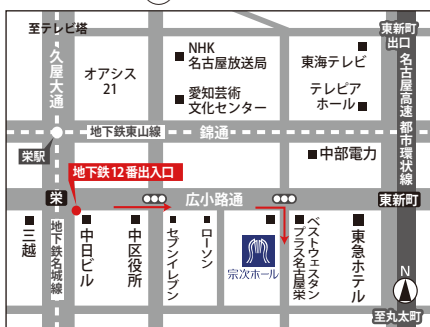 至テレビ塔
東新町
出口
NHK
名古屋放送局
東海テレビ
オアシス
21
愛知芸術
文化センター
テレピア
ホール
久屋大通
名古屋高速 都市環状線
地下鉄東山線
錦通
栄駅
中部電力
地下鉄12番出入口
栄
広小路通
東新町
三越
地下鉄名城線
中日ビル
中区役所
セブンイレブン
ローソン
宗次ホール
ベストウェスタン
プラス名古屋栄
東急ホテル
N
至丸太町